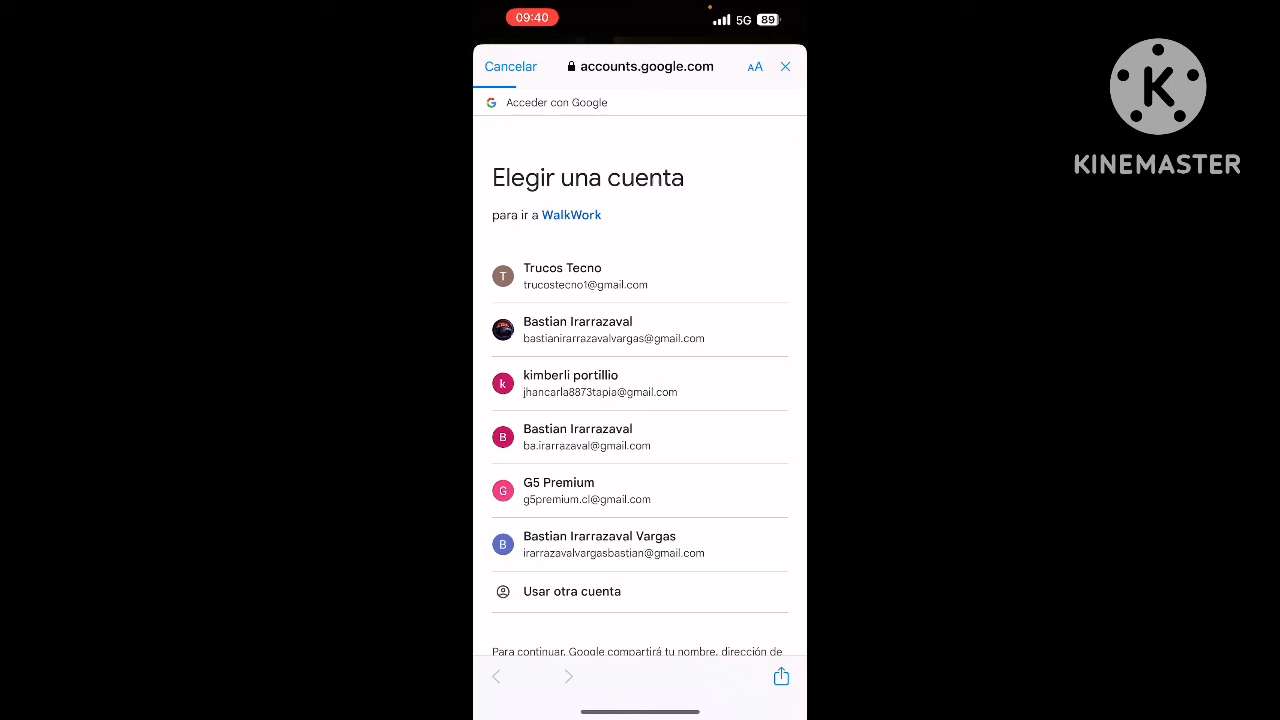 09:40
5G 89
Cancelar
accounts.google.com
AA
Acceder con Google
Elegir una cuenta
para ir a WalkWork
T
Trucos Tecno
trucostecno1@gmail.com
Bastian Irarrazaval
bastianirarrazavalvargas@gmail.com
k
kimberli portillio
jhancarla8873tapia@gmail.com
B
Bastian Irarrazaval
ba.irarrazaval@gmail.com
G
G5 Premium
g5premium.cl@gmail.com
B
Bastian Irarrazaval Vargas
irarrazavalvargasbastian@gmail.com
Usar otra cuenta
Para continuar, Google compartirá tu nombre, dirección de
K
KINEMASTER